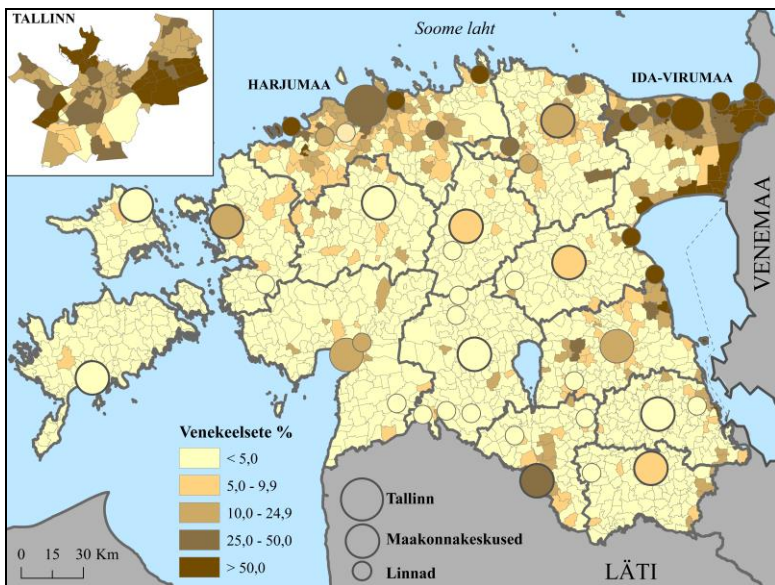 TALLINN
Soome laht
HARJUMAA
IDA-VIRUMAA
VENEMAA
Venekeelsete %
< 5,0
5,0 - 9,9
10,0 - 24,9
25,0 - 50,0
> 50,0
Tallinn
Maakonnakeskused
Linnad
0 15 30 Km
LÄTI